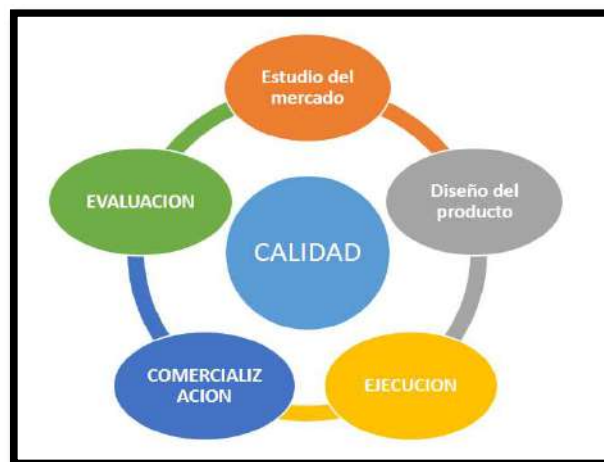 Estudio del
mercado
Diseño del
producto
EJECUCION
COMERCIALIZ
ACION
EVALUACION
CALIDAD